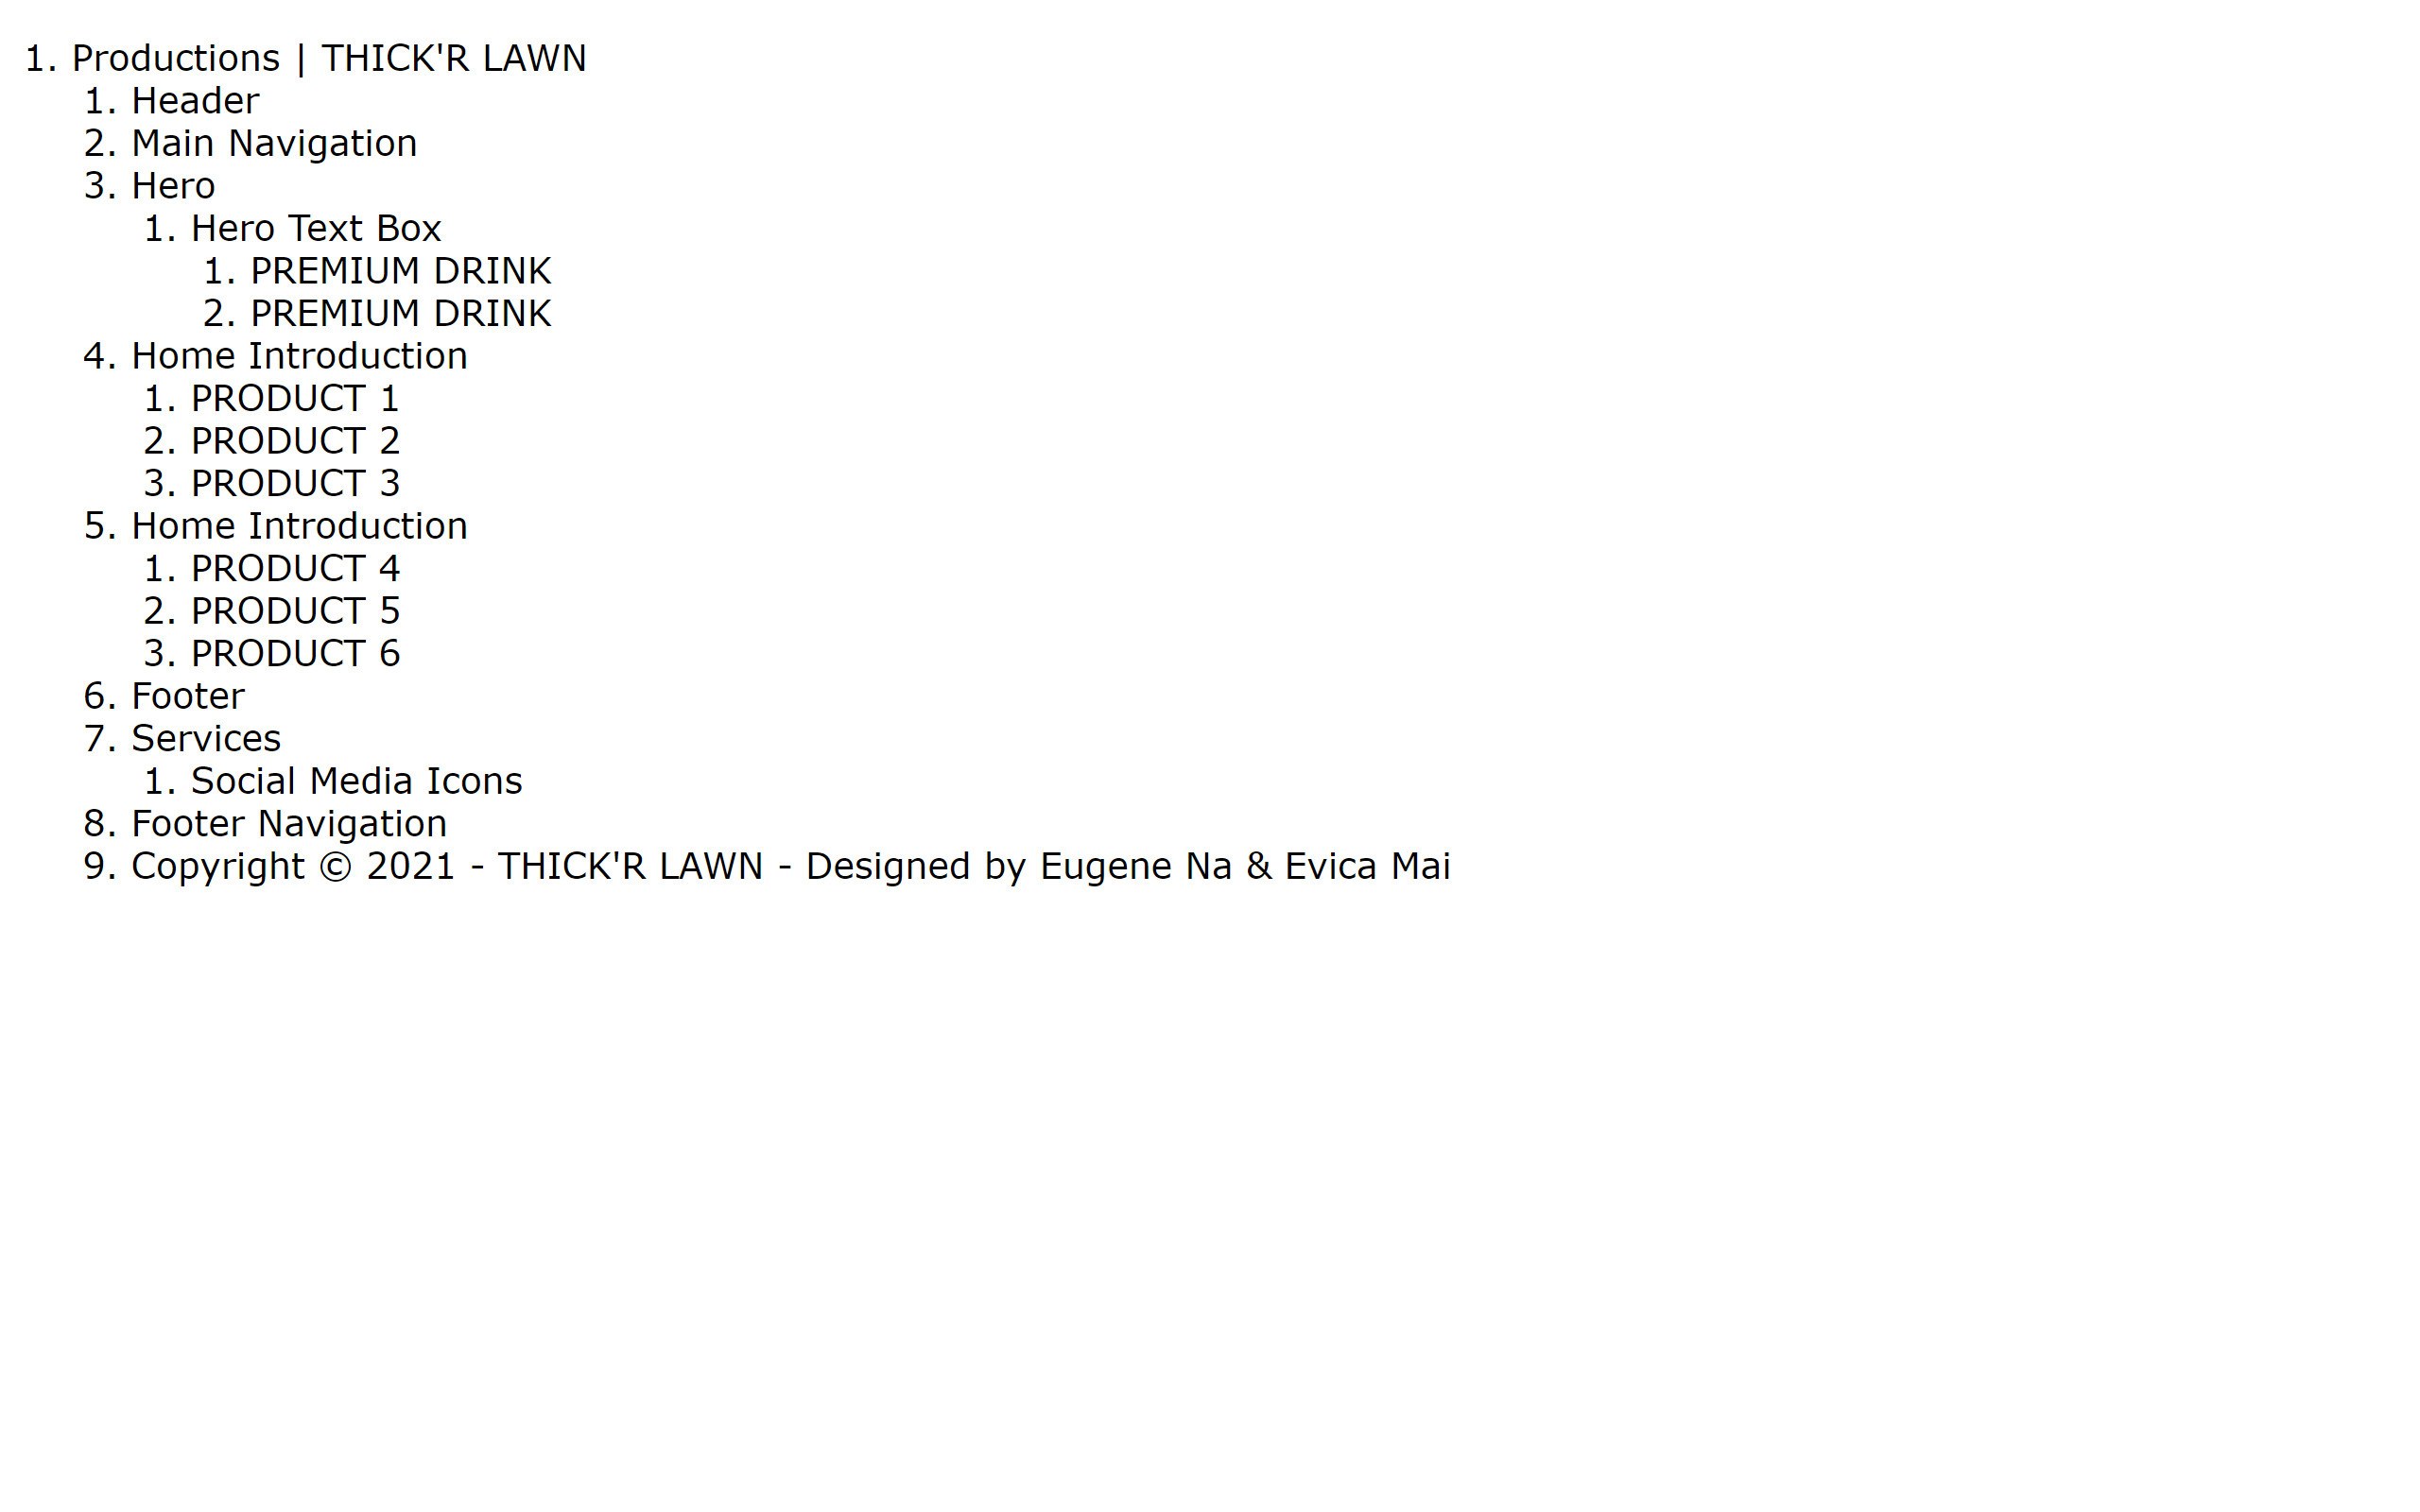 1. Productions | THICK'R LAWN
1. Header
2. Main Navigation
3. Hero
1. Hero Text Box
1. PREMIUM DRINK
2. PREMIUM DRINK
4. Home Introduction
1. PRODUCT 1
2. PRODUCT 2
3. PRODUCT 3
5. Home Introduction
1. PRODUCT 4
2. PRODUCT 5
3. PRODUCT 6
6. Footer
7. Services
1. Social Media Icons
8. Footer Navigation
9. Copyright © 2021 - THICK'R LAWN - Designed by Eugene Na & Evica Mai